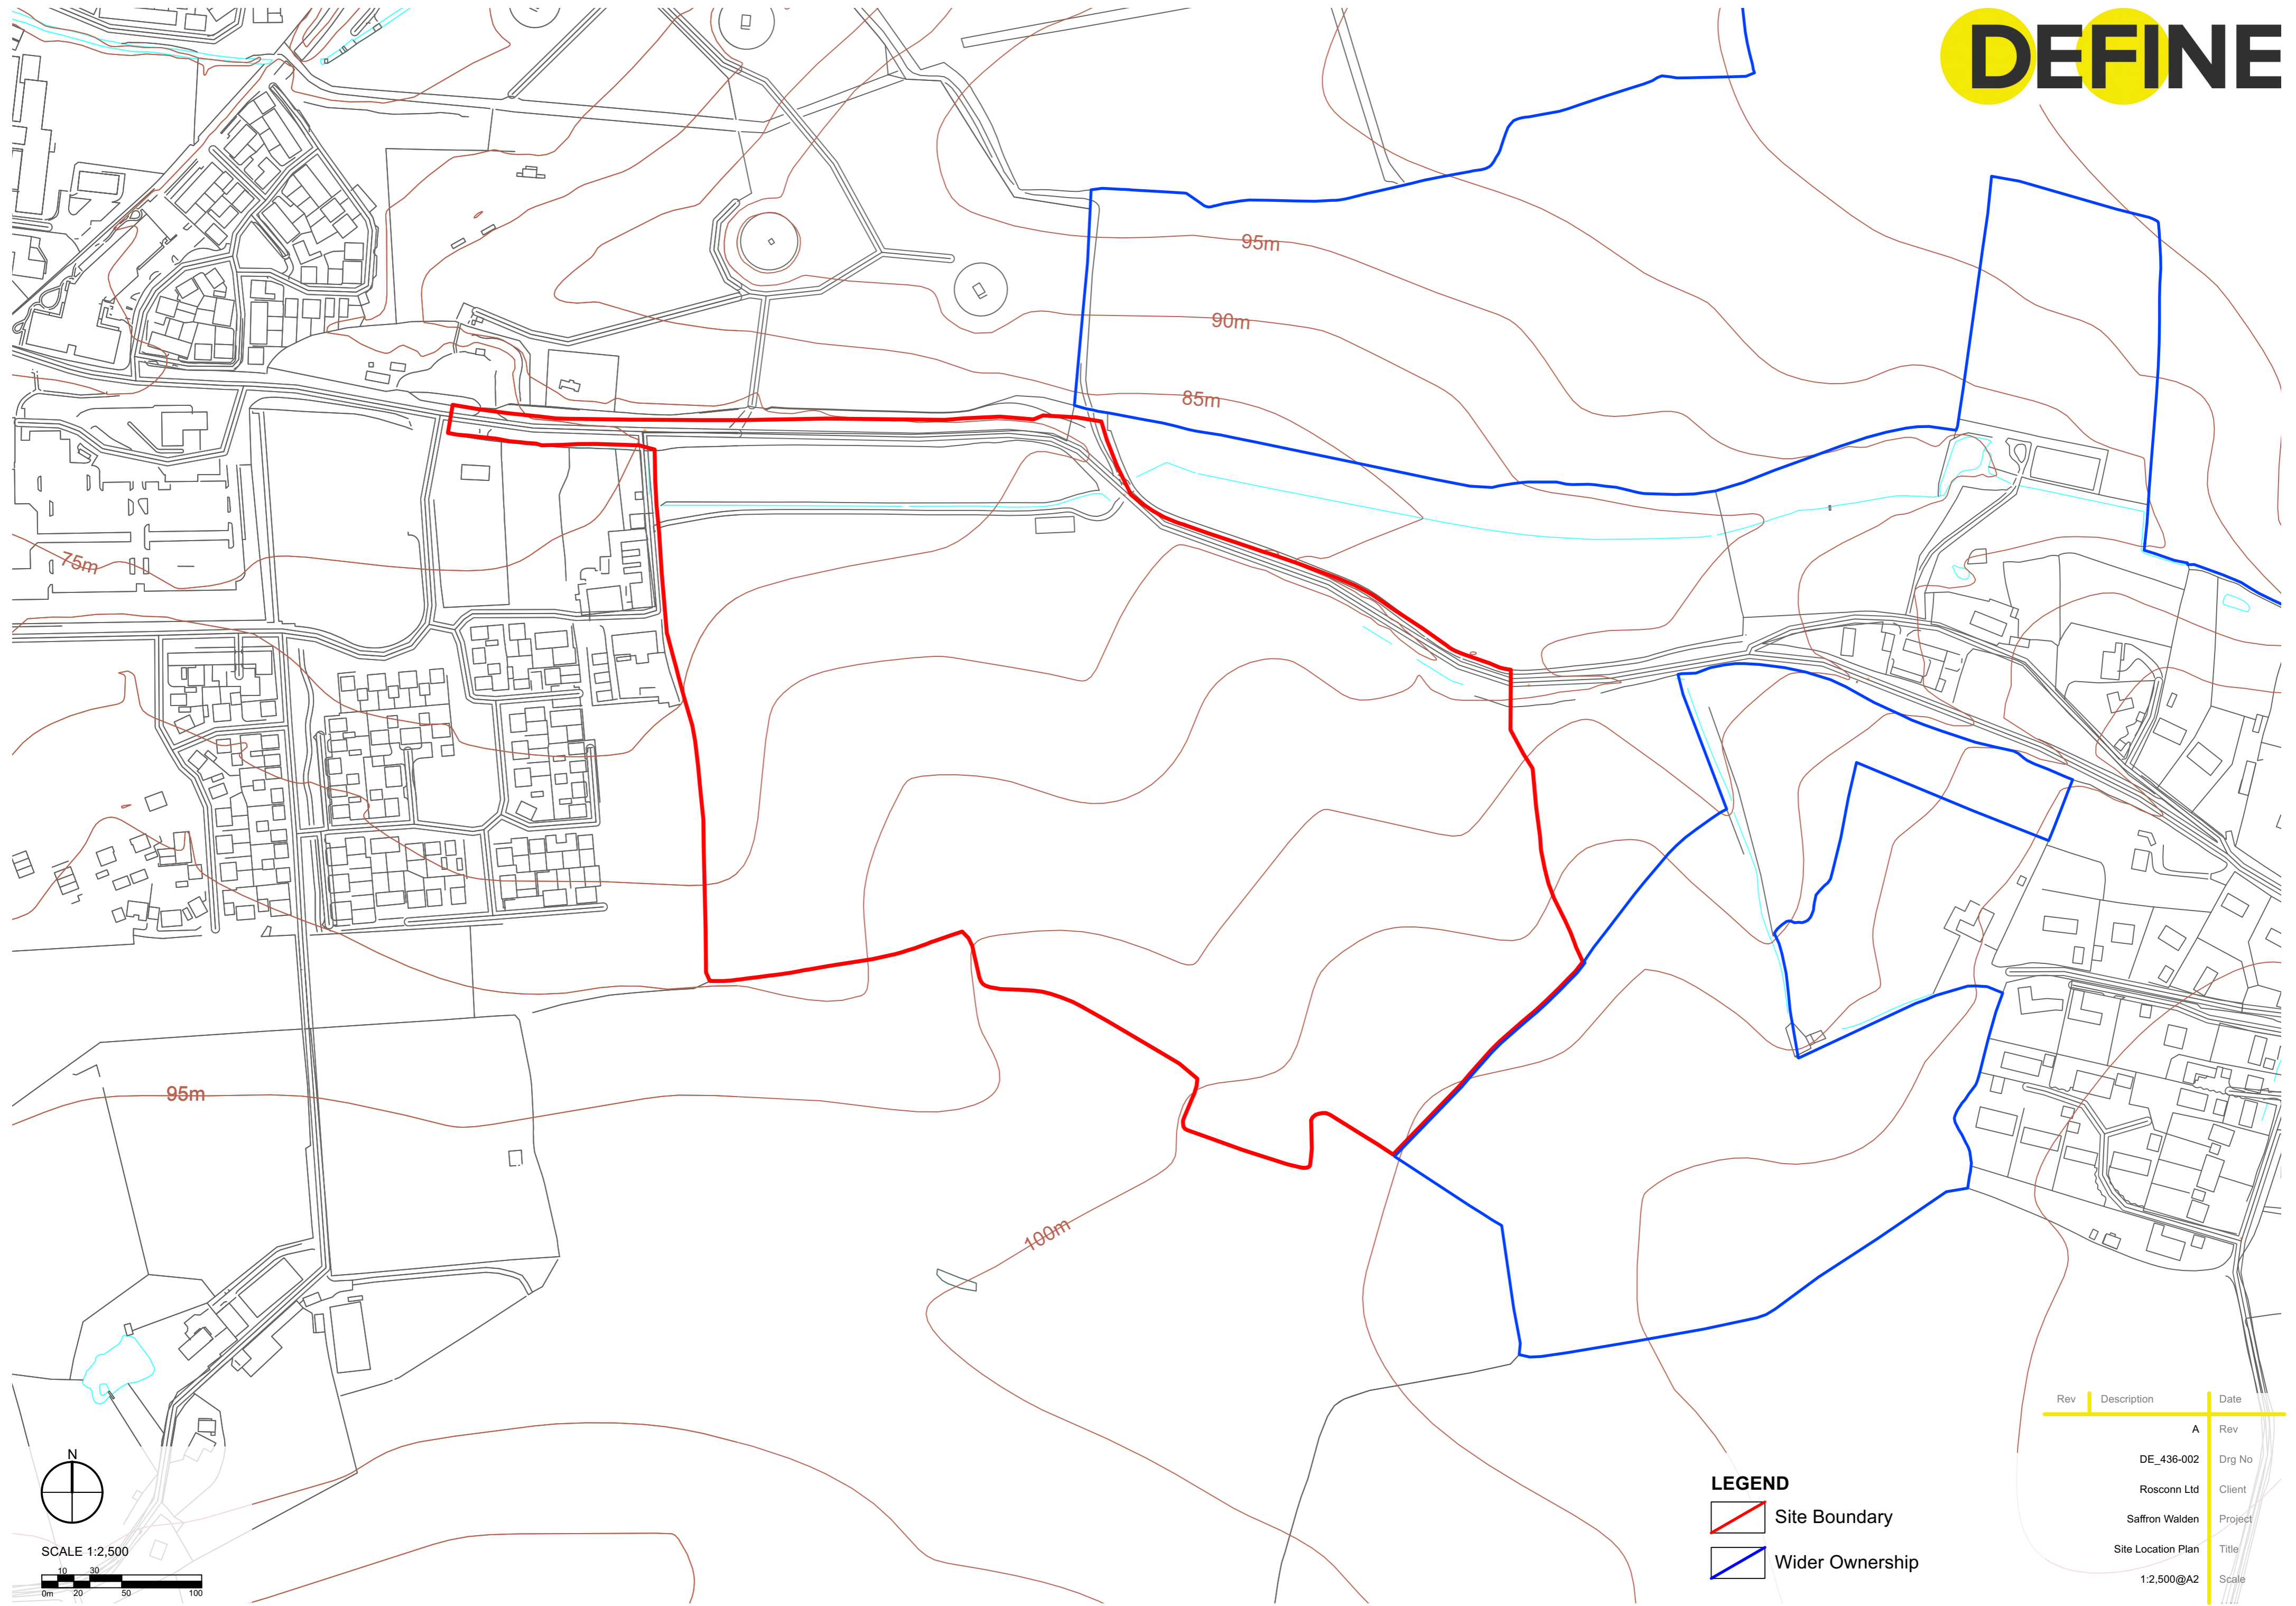 DEFINE
95m
90m
85m
75m
95m
100m
N
SCALE 1:2,500
10 30
0m 20 50 100
LEGEND
Site Boundary
Wider Ownership
Rev Description Date
A Rev
DE_436-002 Drg No
Rosconn Ltd Client
Saffron Walden Project
Site Location Plan Title
1:2,500@A2 Scale